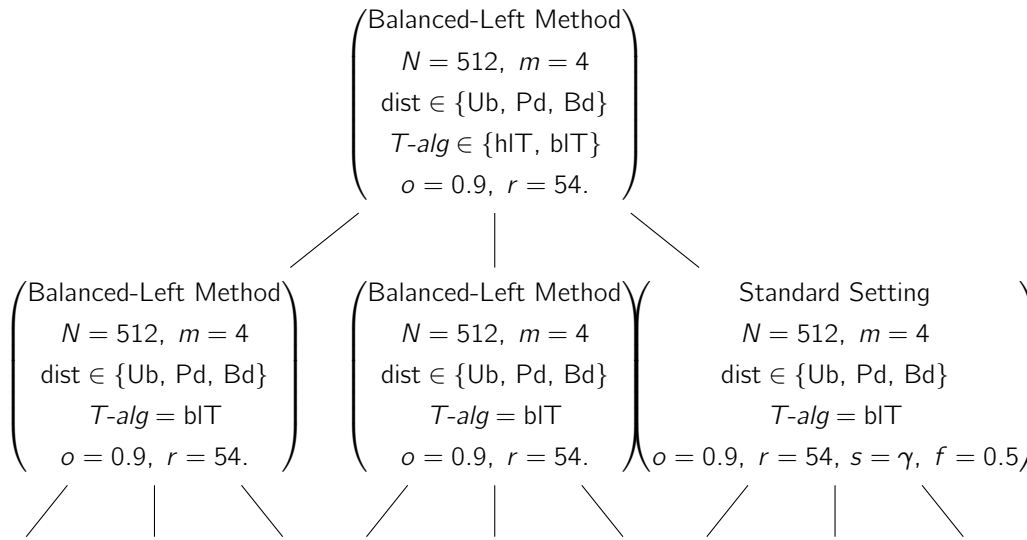 Balanced-Left Method
N = 512, m = 4
dist ∈ {Ub, Pd, Bd}
T-alg ∈ {hlT, blT}
o = 0.9, r = 54.
Balanced-Left Method
N = 512, m = 4
dist ∈ {Ub, Pd, Bd}
T-alg = blT
o = 0.9, r = 54.
Balanced-Left Method
N = 512, m = 4
dist ∈ {Ub, Pd, Bd}
T-alg = blT
o = 0.9, r = 54.
Standard Setting
N = 512, m = 4
dist ∈ {Ub, Pd, Bd}
T-alg = blT
o = 0.9, r = 54, s = γ, f = 0.5